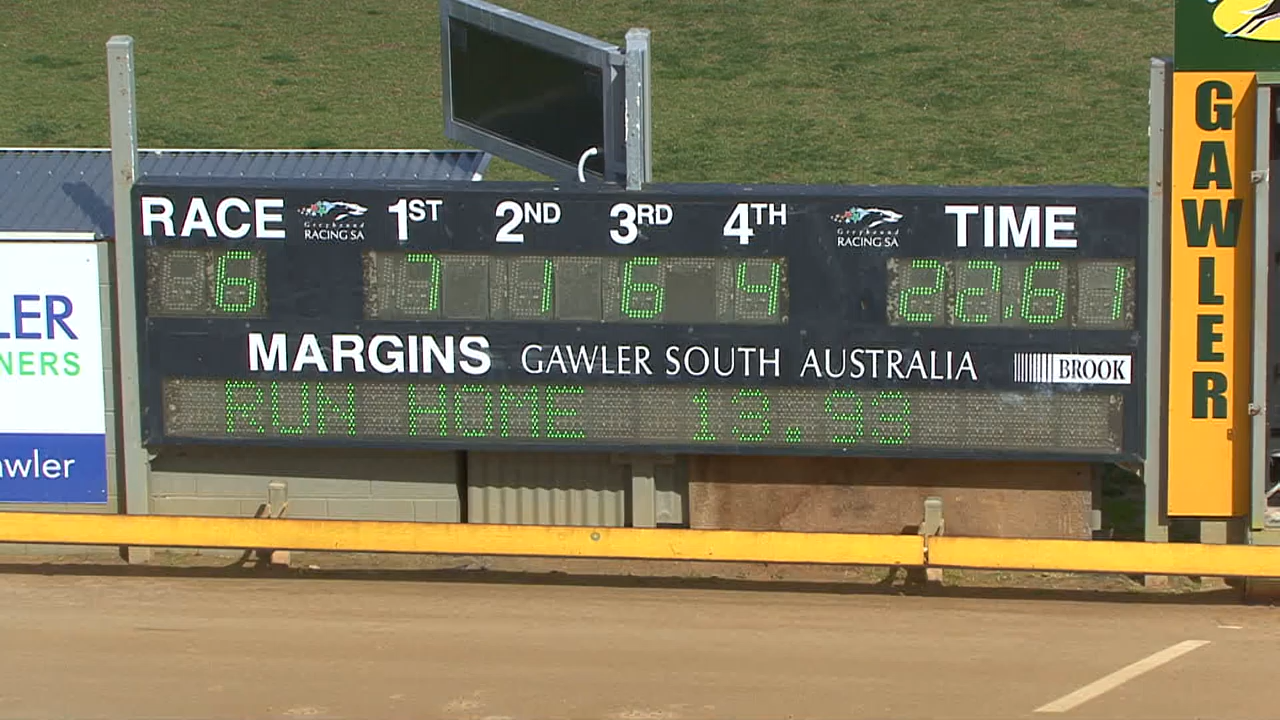 RACE 1ST 2ND 3RD 4TH TIME
Greyhound RACING SA
Greyhound RACING SA
6 7 1 6 4 22.61
MARGINS GAWLER SOUTH AUSTRALIA BROOK
RUN HOME 13.93
GAWLER
LER
NERS
awler